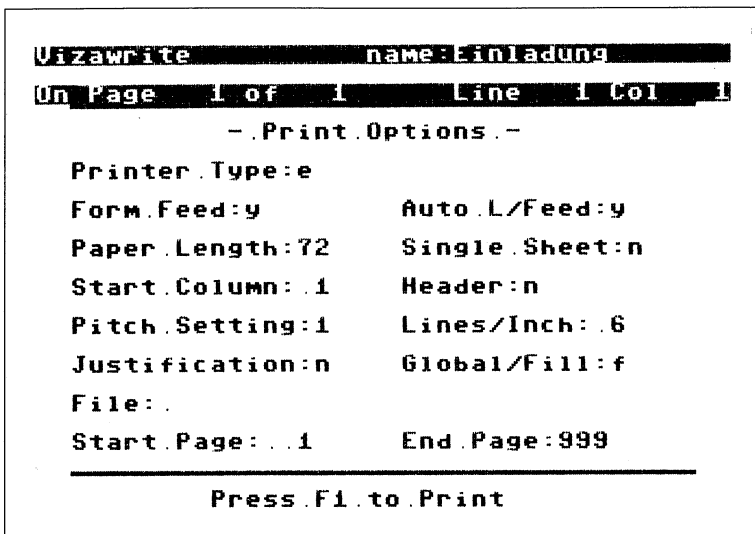 Vizawrite name:Einladung
On Page 1 of 1 Line 1 Col 1
-.Print.Options.-
Printer.Type:e
Form.Feed:y Auto.L/Feed:y
Paper.Length:72 Single.Sheet:n
Start.Column:.1 Header:n
Pitch.Setting:1 Lines/Inch:.6
Justification:n Global/Fill:f
File:.
Start.Page:..1 End.Page:999
Press.F1.to.Print